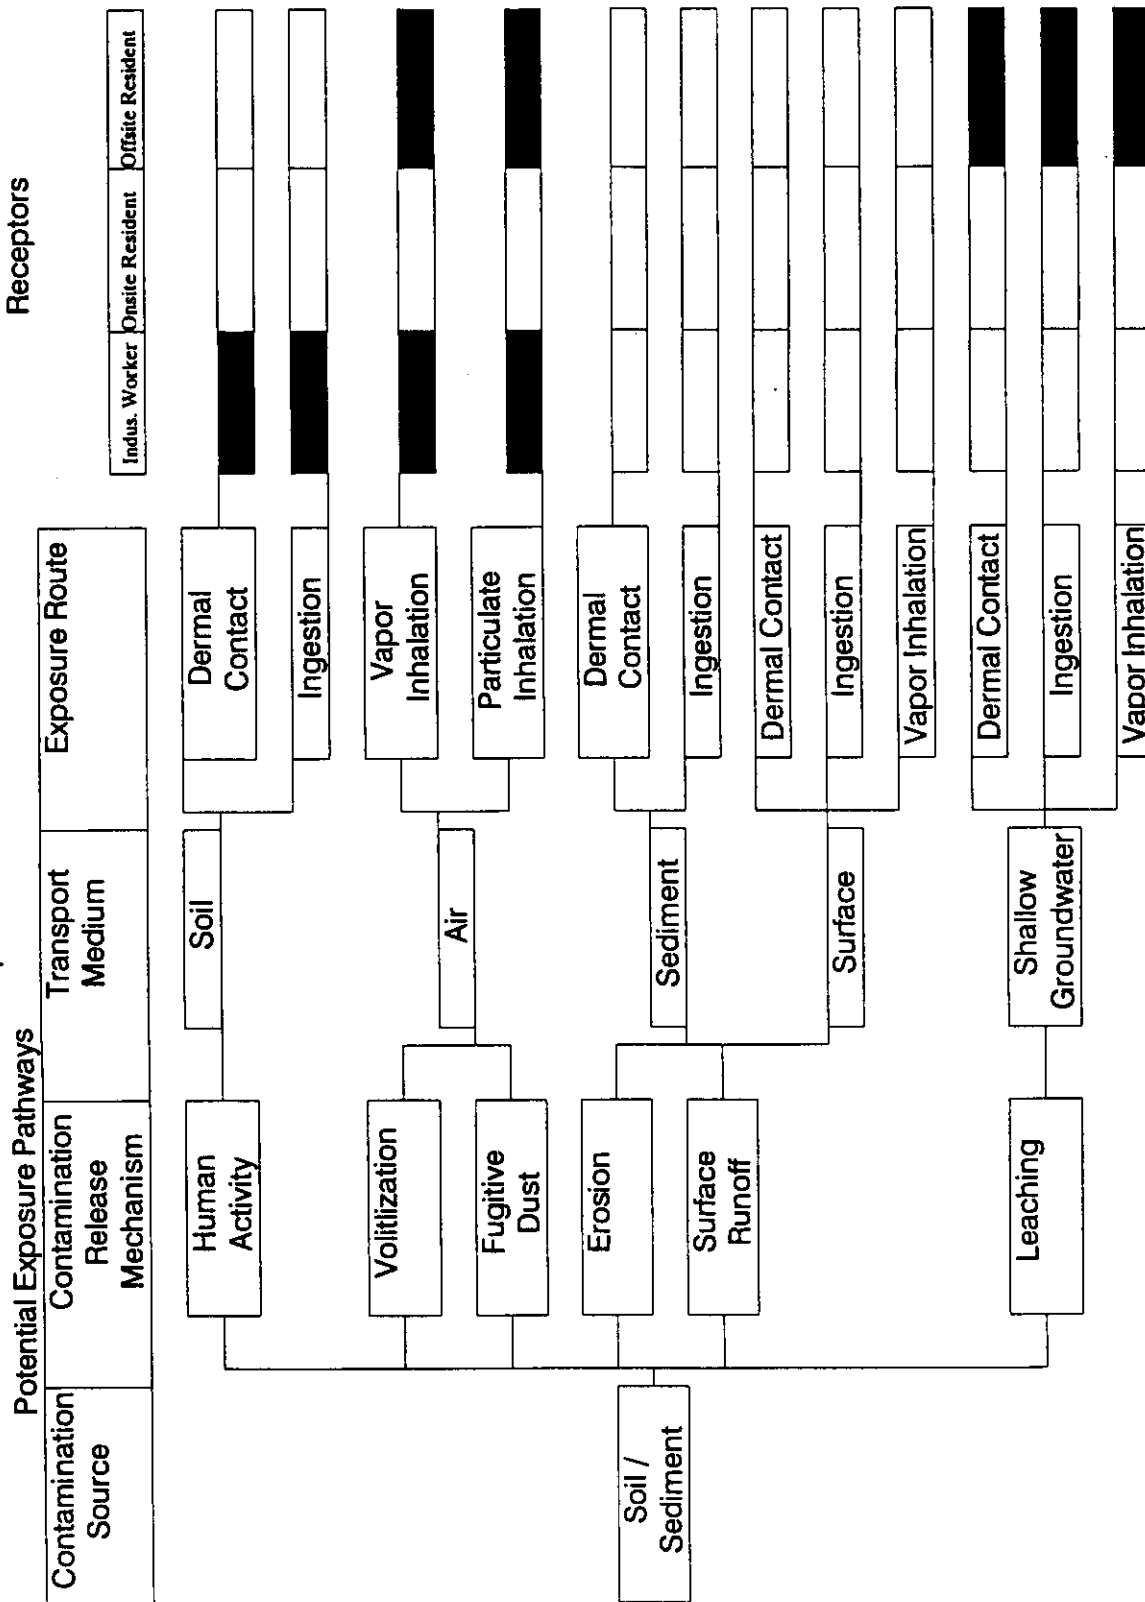 Potential Exposure Pathways
Receptors
Contamination
Source
Contamination
Release
Mechanism
Transport
Medium
Exposure Route
Indus. Worker
Onsite Resident
Offsite Resident
Soil /
Sediment
Human
Activity
Volitlization
Fugitive
Dust
Erosion
Surface
Runoff
Leaching
Soil
Air
Sediment
Surface
Shallow
Groundwater
Dermal
Contact
Ingestion
Vapor
Inhalation
Particulate
Inhalation
Dermal
Contact
Ingestion
Dermal Contact
Ingestion
Vapor Inhalation
Dermal Contact
Ingestion
Vapor Inhalation